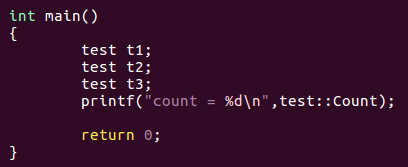 int main()
{
        test t1;
        test t2;
        test t3;
        printf("count = %d\n",test::Count);

        return 0;
}